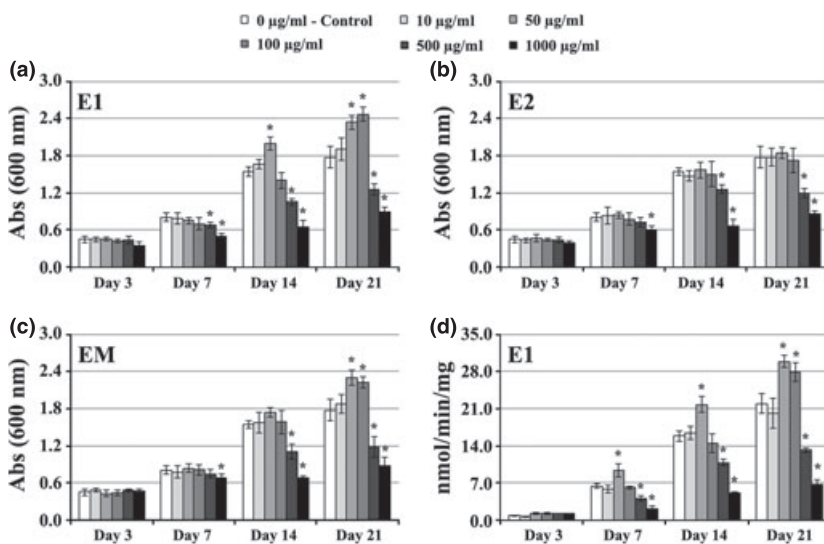 0 µg/ml - Control 10 µg/ml 50 µg/ml
100 µg/ml 500 µg/ml 1000 µg/ml
(a)
E1
Abs (600 nm)
3.0
2.4
1.8
1.2
0.6
0.0
* * * * * * * * *
Day 3 Day 7 Day 14 Day 21
(b)
E2
Abs (600 nm)
3.0
2.4
1.8
1.2
0.6
0.0
* * * * *
Day 3 Day 7 Day 14 Day 21
(c)
EM
Abs (600 nm)
3.0
2.4
1.8
1.2
0.6
0.0
* * * * * * *
Day 3 Day 7 Day 14 Day 21
(d)
E1
nmol/min/mg
35.0
28.0
21.0
14.0
7.0
0.0
* * * * * * * * * *
Day 3 Day 7 Day 14 Day 21